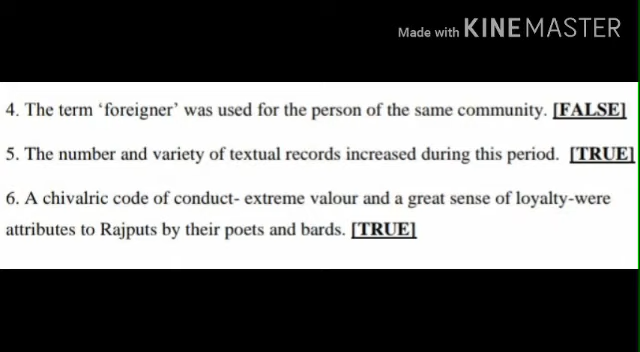 Made with KINEMASTER
4. The term ‘foreigner’ was used for the person of the same community. [FALSE]
5. The number and variety of textual records increased during this period. [TRUE]
6. A chivalric code of conduct- extreme valour and a great sense of loyalty-were
attributes to Rajputs by their poets and bards. [TRUE]